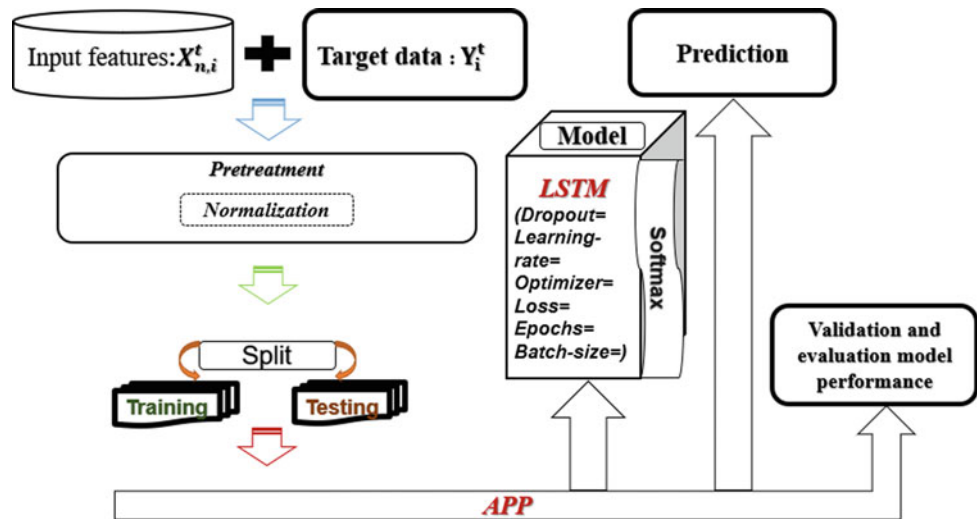 Input features:X^t_{n,i}
Target data : Y^t_i
Prediction
Pretreatment
Normalization
Model
LSTM
(Dropout=
Learning-
rate=
Optimizer=
Loss=
Epochs=
Batch-size=)
Softmax
Split
Training
Testing
Validation and
evaluation model
performance
APP